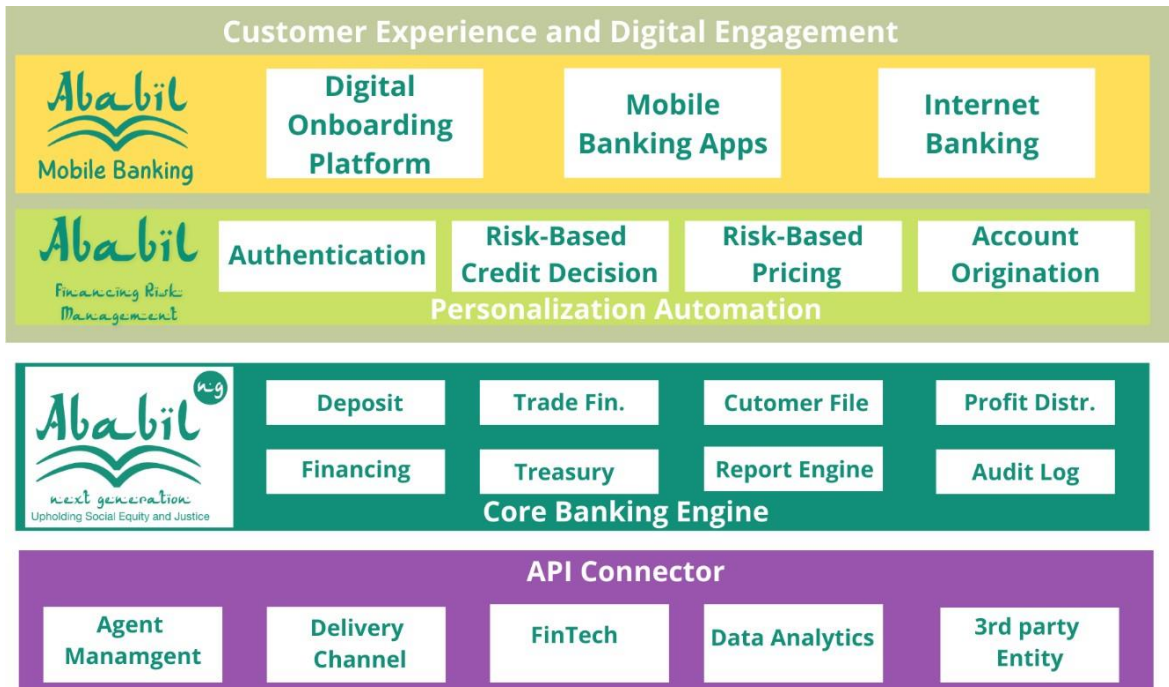 Customer Experience and Digital Engagement
Ababïl
Mobile Banking
Digital
Onboarding
Platform
Mobile
Banking Apps
Internet
Banking
Ababïl
Financing Risk
Management
Authentication
Risk-Based
Credit Decision
Risk-Based
Pricing
Account
Origination
Personalization Automation
Ababïl
ng
next generation
Upholding Social Equity and Justice
Deposit
Trade Fin.
Cutomer File
Profit Distr.
Financing
Treasury
Report Engine
Audit Log
Core Banking Engine
API Connector
Agent
Manamgent
Delivery
Channel
FinTech
Data Analytics
3rd party
Entity